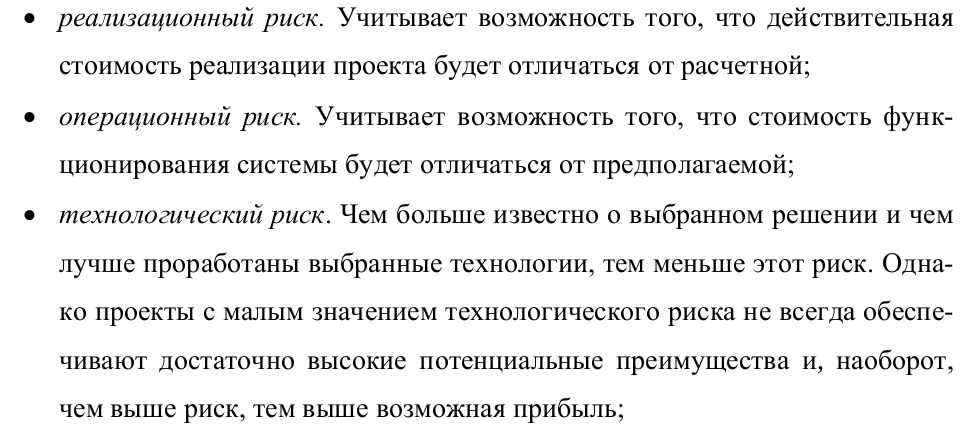 • реализационный риск. Учитывает возможность того, что действительная
стоимость реализации проекта будет отличаться от расчетной;
• операционный риск. Учитывает возможность того, что стоимость функ-
ционирования системы будет отличаться от предполагаемой;
• технологический риск. Чем больше известно о выбранном решении и чем
лучше проработаны выбранные технологии, тем меньше этот риск. Одна-
ко проекты с малым значением технологического риска не всегда обеспе-
чивают достаточно высокие потенциальные преимущества и, наоборот,
чем выше риск, тем выше возможная прибыль;